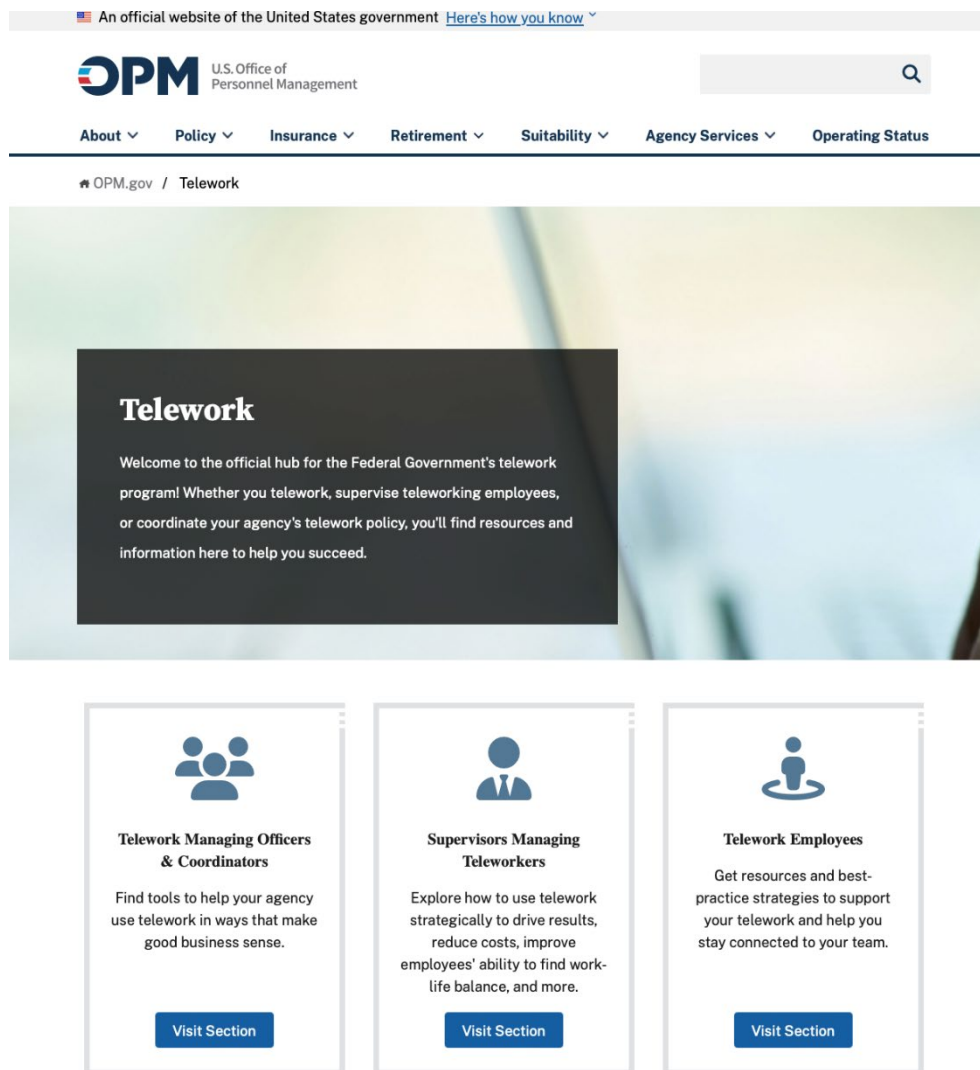 An official website of the United States government Here's how you know
OPM
U.S. Office of
Personnel Management
About
Policy
Insurance
Retirement
Suitability
Agency Services
Operating Status
OPM.gov / Telework
Telework
Welcome to the official hub for the Federal Government's telework
program! Whether you telework, supervise teleworking employees,
or coordinate your agency's telework policy, you'll find resources and
information here to help you succeed.
Telework Managing Officers
& Coordinators
Find tools to help your agency
use telework in ways that make
good business sense.
Visit Section
Supervisors Managing
Teleworkers
Explore how to use telework
strategically to drive results,
reduce costs, improve
employees' ability to find work-
life balance, and more.
Visit Section
Telework Employees
Get resources and best-
practice strategies to support
your telework and help you
stay connected to your team.
Visit Section